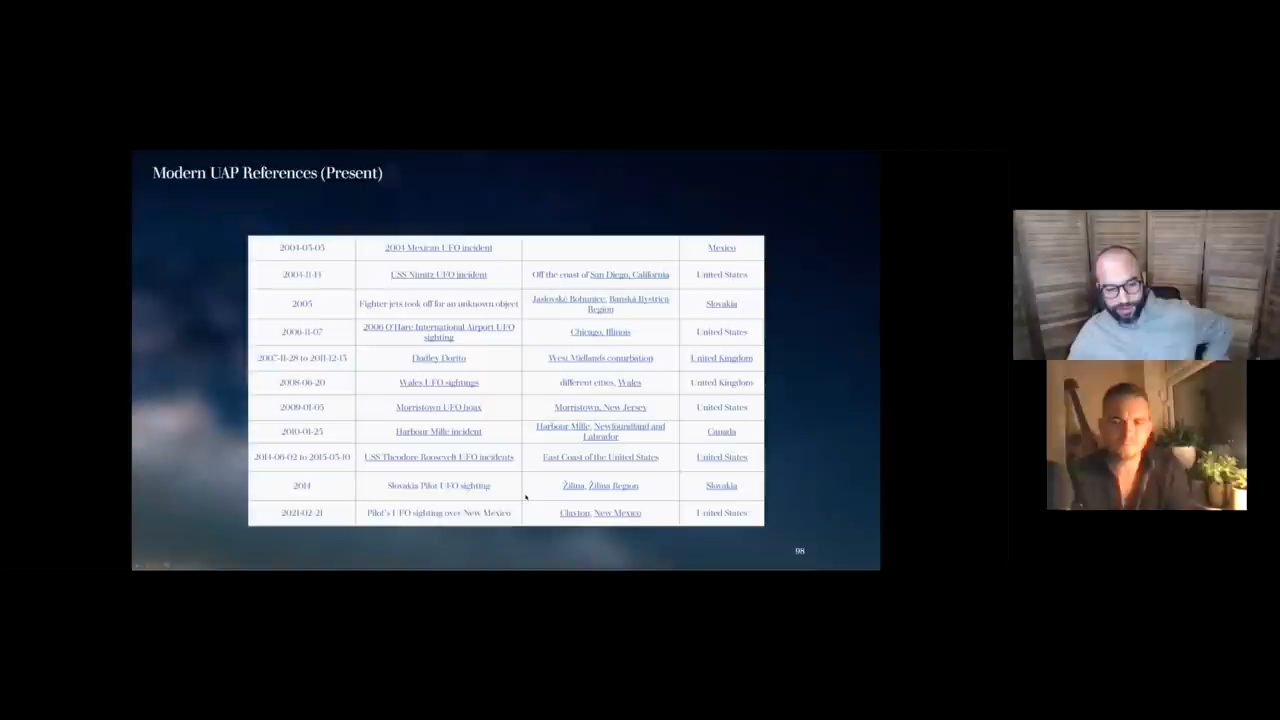 Modern UAP References (Present)
2004-05-05 2004 Mexican UFO incident Mexico
2004-11-14 USS Nimitz UFO incident Off the coast of San Diego, California United States
2005 Fighter jets took off for an unknown object Jaslovské Bohunice, Banská Bystrica Region Slovakia
2006-11-07 2006 O'Hare International Airport UFO sighting Chicago, Illinois United States
2007-11-28 to 2011-12-15 Dudley Dorito West Midlands conurbation United Kingdom
2008-06-20 Wales UFO sightings different cities, Wales United Kingdom
2009-01-05 Morristown UFO hoax Morristown, New Jersey United States
2010-01-25 Harbour Mille incident Harbour Mille, Newfoundland and Labrador Canada
2014-06-02 to 2015-05-10 USS Theodore Roosevelt UFO incidents East Coast of the United States United States
2014 Slovakia Pilot UFO sighting Žilina, Žilina Region Slovakia
2021-02-21 Pilot's UFO sighting over New Mexico Clayton, New Mexico United States
98